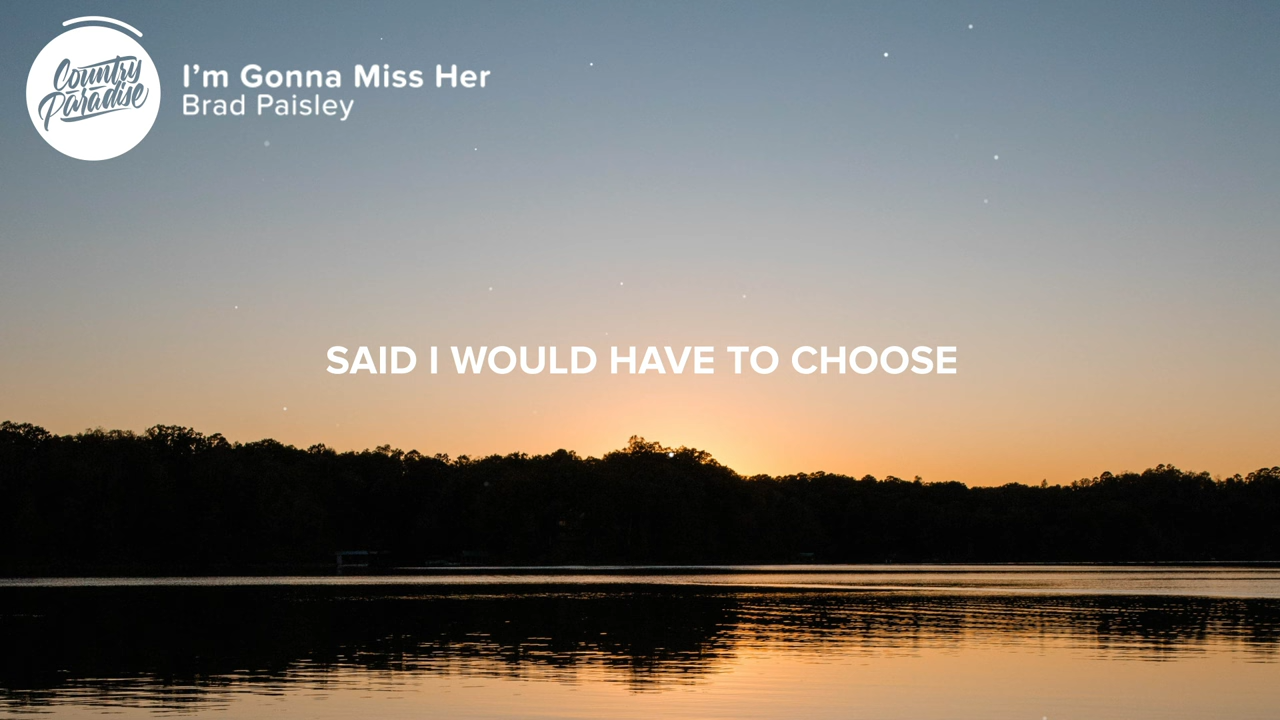 Country
Paradise
I'm Gonna Miss Her
Brad Paisley
SAID I WOULD HAVE TO CHOOSE